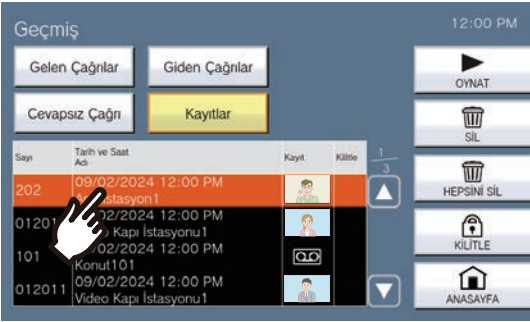 Geçmiş
12:00 PM
Gelen Çağrılar
Giden Çağrılar
Cevapsız Çağrı
Kayıtlar
Sayı
Tarih ve Saat
Adı
Kayıt
Kilitle
1
3
202
09/02/2024 12:00 PM
stasyon1
01201
02/2024 12:00 PM
Kapı İstasyonu1
101
02/2024 12:00 PM
Konut101
012011
09/02/2024 12:00 PM
Video Kapı İstasyonu1
OYNAT
SİL
HEPSİNİ SİL
KİLİTLE
ANASAYFA